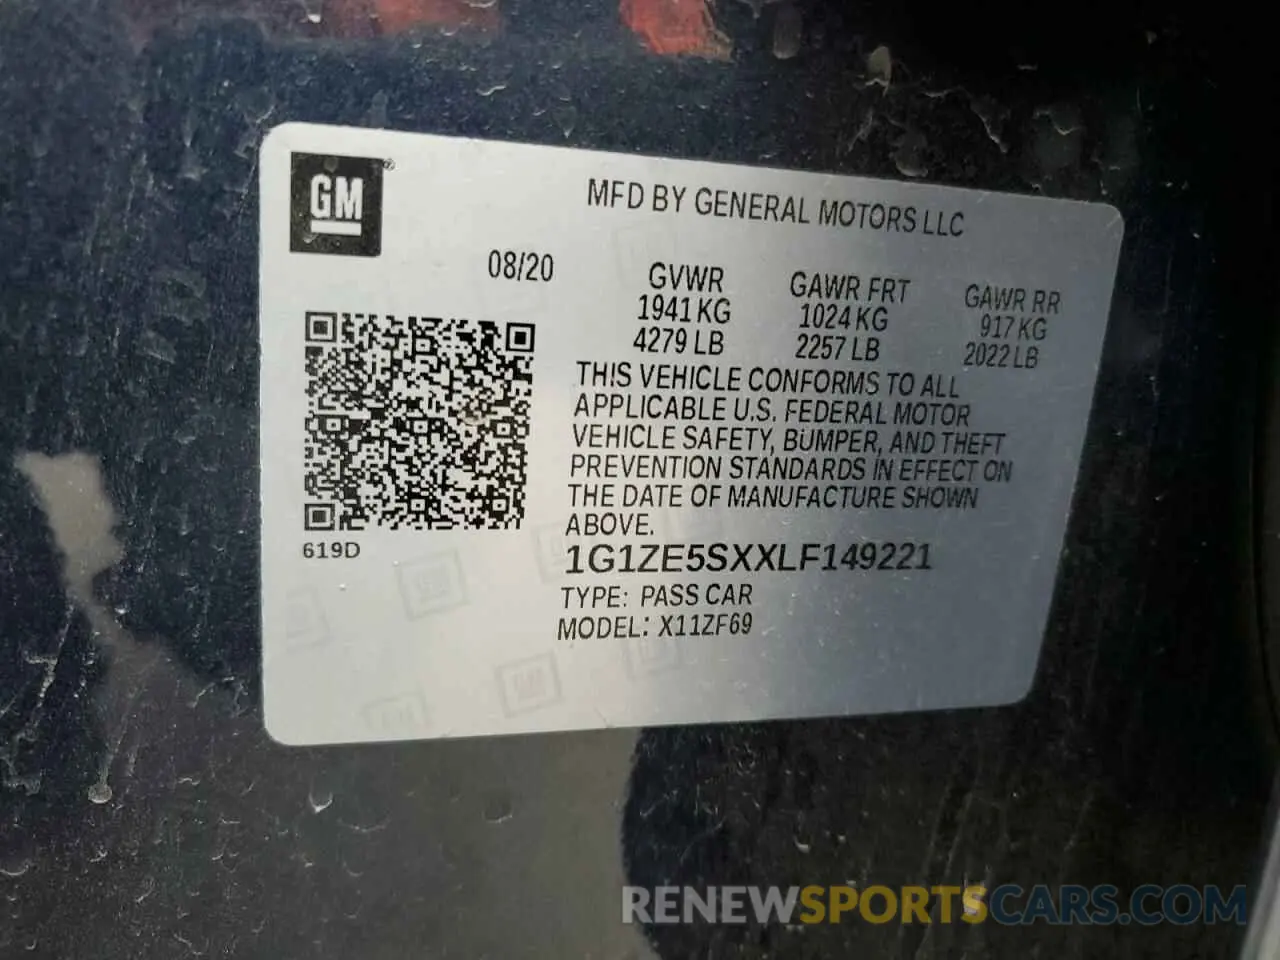 GM®
MFD BY GENERAL MOTORS LLC
08/20
GVWR GAWR FRT GAWR RR
1941 KG 1024 KG 917 KG
4279 LB 2257 LB 2022 LB
THIS VEHICLE CONFORMS TO ALL
APPLICABLE U.S. FEDERAL MOTOR
VEHICLE SAFETY, BUMPER, AND THEFT
PREVENTION STANDARDS IN EFFECT ON
THE DATE OF MANUFACTURE SHOWN
ABOVE.
619D
1G1ZE5SXXLF149221
TYPE: PASS CAR
MODEL: X11ZF69
RENEWSPORTSCARS.COM